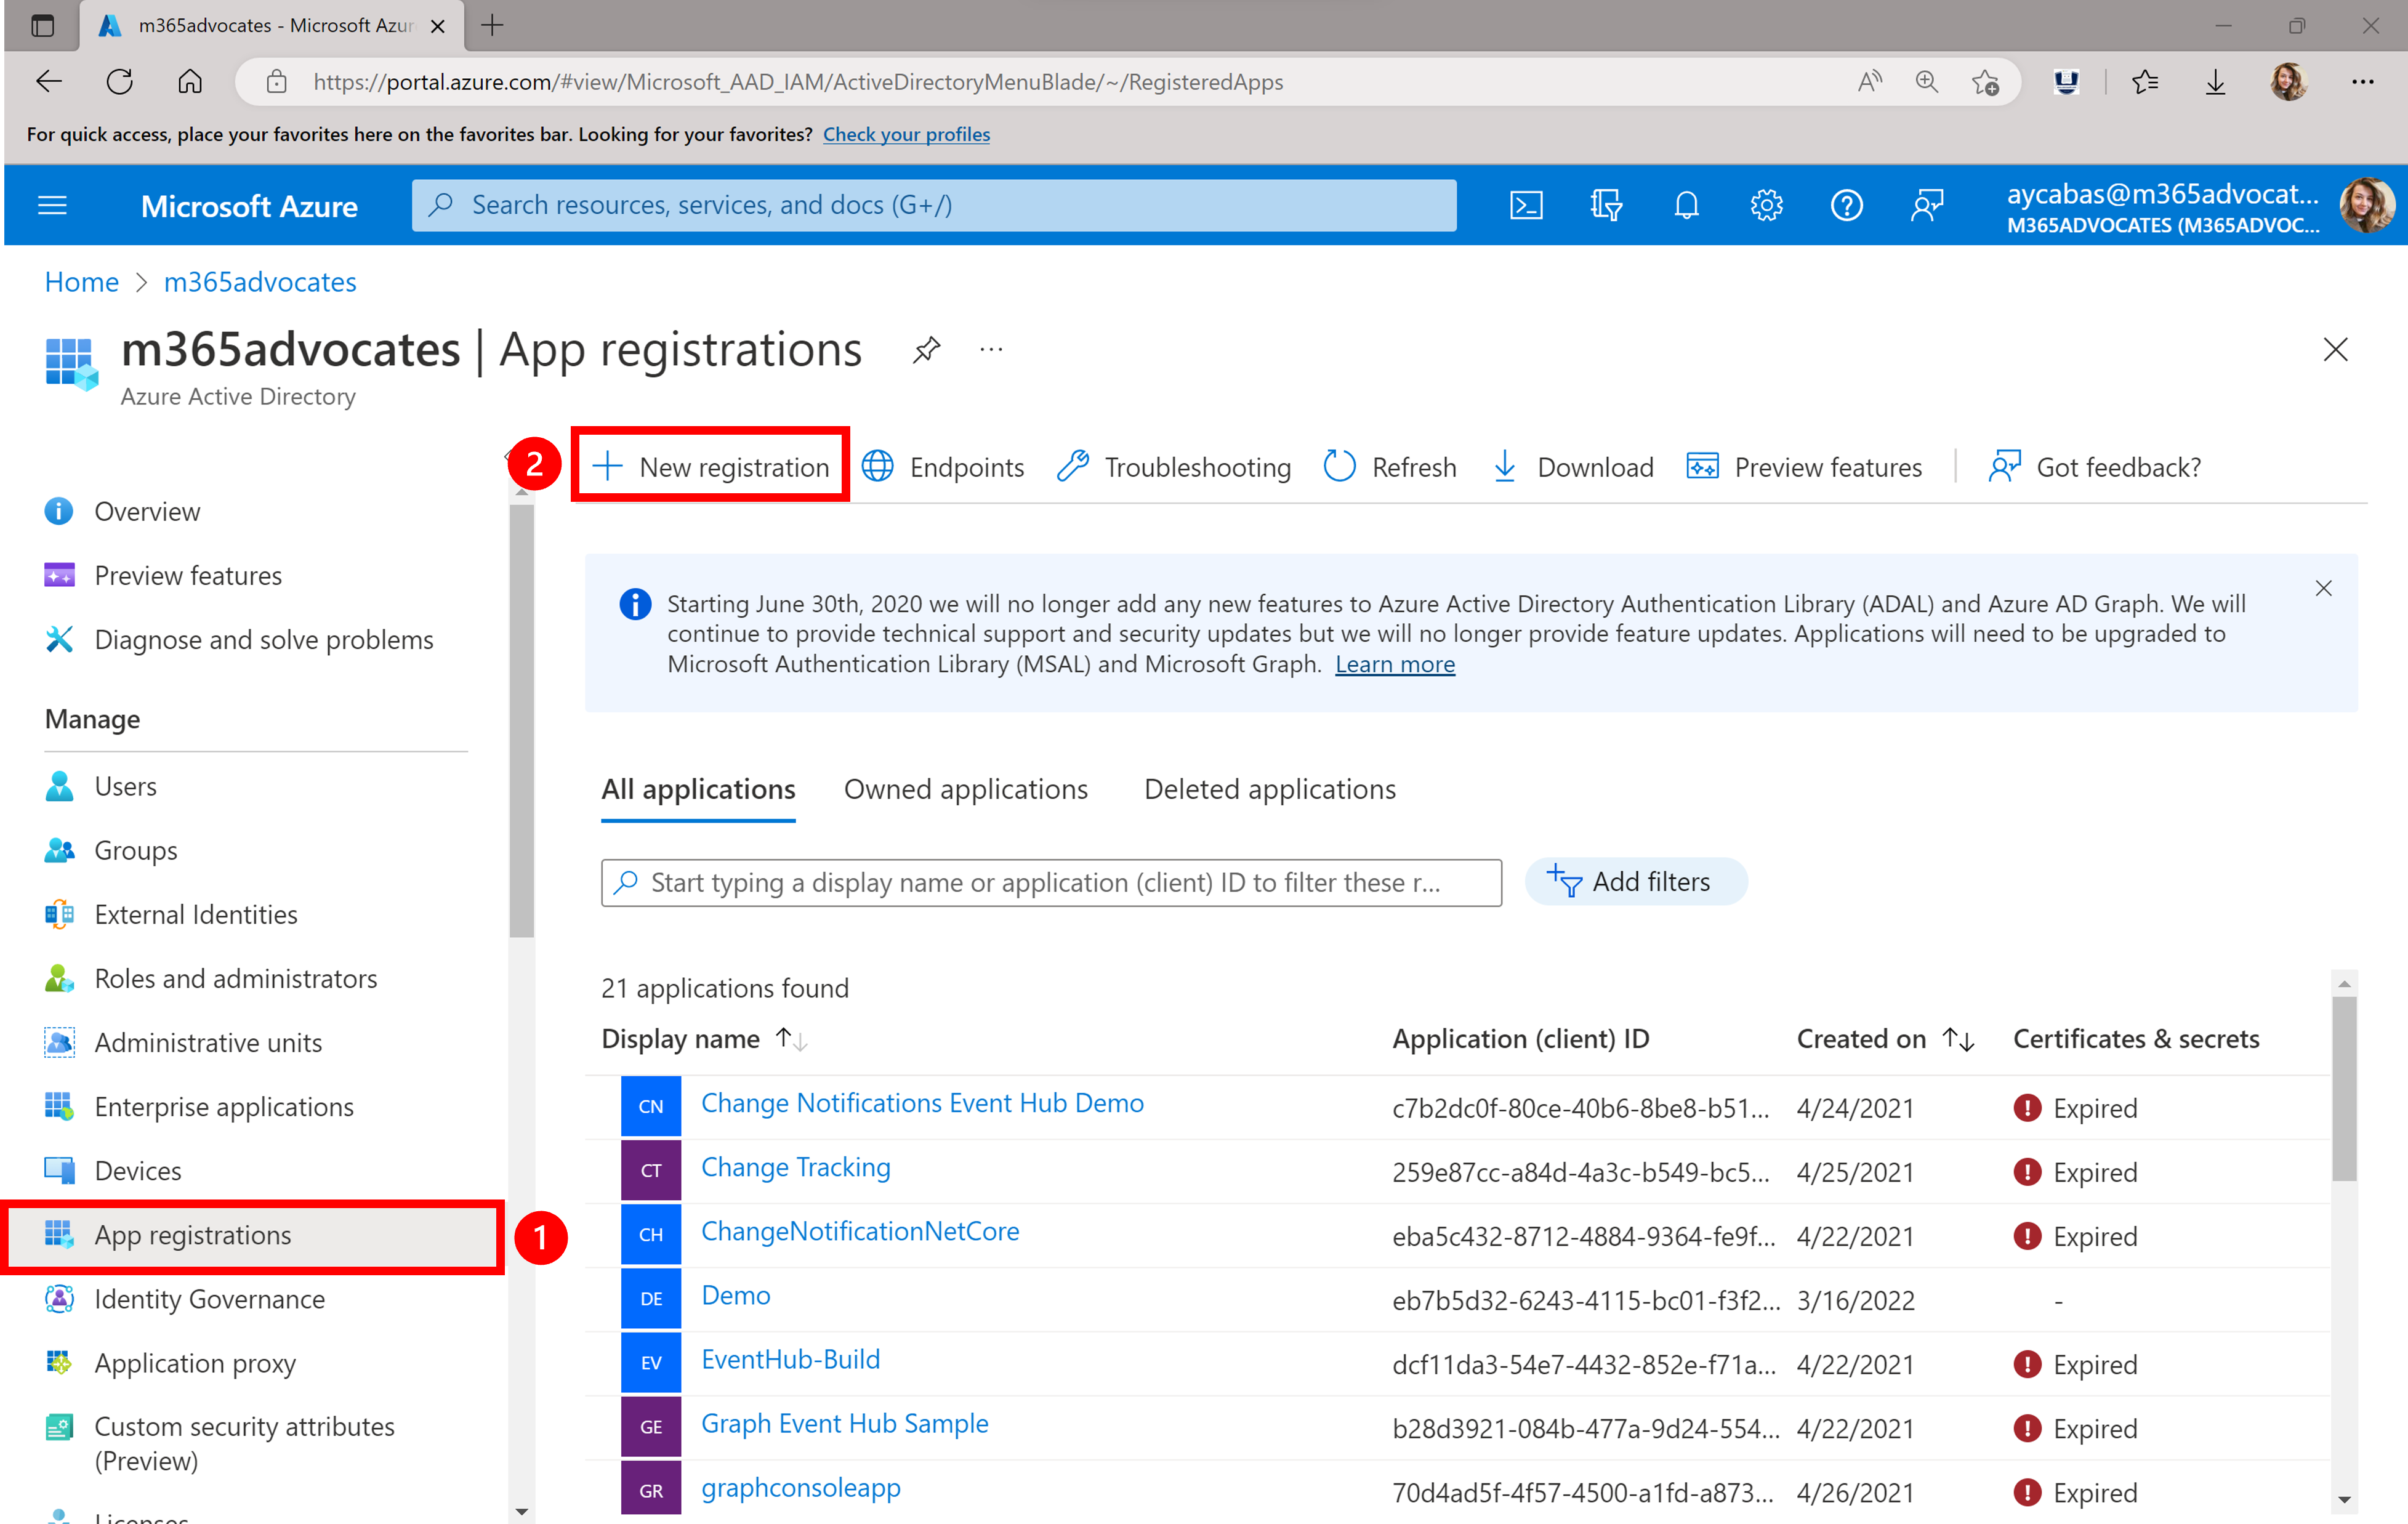 m365advocates - Microsoft Azur
https://portal.azure.com/#view/Microsoft_AAD_IAM/ActiveDirectoryMenuBlade/~/RegisteredApps
For quick access, place your favorites here on the favorites bar. Looking for your favorites? Check your profiles
Microsoft Azure
Search resources, services, and docs (G+/)
aycabas@m365advocat...
M365ADVOCATES (M365ADVOC...
Home > m365advocates
m365advocates | App registrations
Azure Active Directory
2
New registration
Endpoints
Troubleshooting
Refresh
Download
Preview features
Got feedback?
Overview
Preview features
Diagnose and solve problems
Manage
Users
Groups
External Identities
Roles and administrators
Administrative units
Enterprise applications
Devices
App registrations
1
Identity Governance
Application proxy
Custom security attributes
(Preview)
Licenses
Starting June 30th, 2020 we will no longer add any new features to Azure Active Directory Authentication Library (ADAL) and Azure AD Graph. We will
continue to provide technical support and security updates but we will no longer provide feature updates. Applications will need to be upgraded to
Microsoft Authentication Library (MSAL) and Microsoft Graph. Learn more
All applications
Owned applications
Deleted applications
Start typing a display name or application (client) ID to filter these r...
Add filters
21 applications found
Display name
Application (client) ID
Created on
Certificates & secrets
CN Change Notifications Event Hub Demo c7b2dc0f-80ce-40b6-8be8-b51... 4/24/2021 Expired
CT Change Tracking 259e87cc-a84d-4a3c-b549-bc5... 4/25/2021 Expired
CH ChangeNotificationNetCore eba5c432-8712-4884-9364-fe9f... 4/22/2021 Expired
DE Demo eb7b5d32-6243-4115-bc01-f3f2... 3/16/2022 -
EV EventHub-Build dcf11da3-54e7-4432-852e-f71a... 4/22/2021 Expired
GE Graph Event Hub Sample b28d3921-084b-477a-9d24-554... 4/22/2021 Expired
GR graphconsoleapp 70d4ad5f-4f57-4500-a1fd-a873... 4/26/2021 Expired